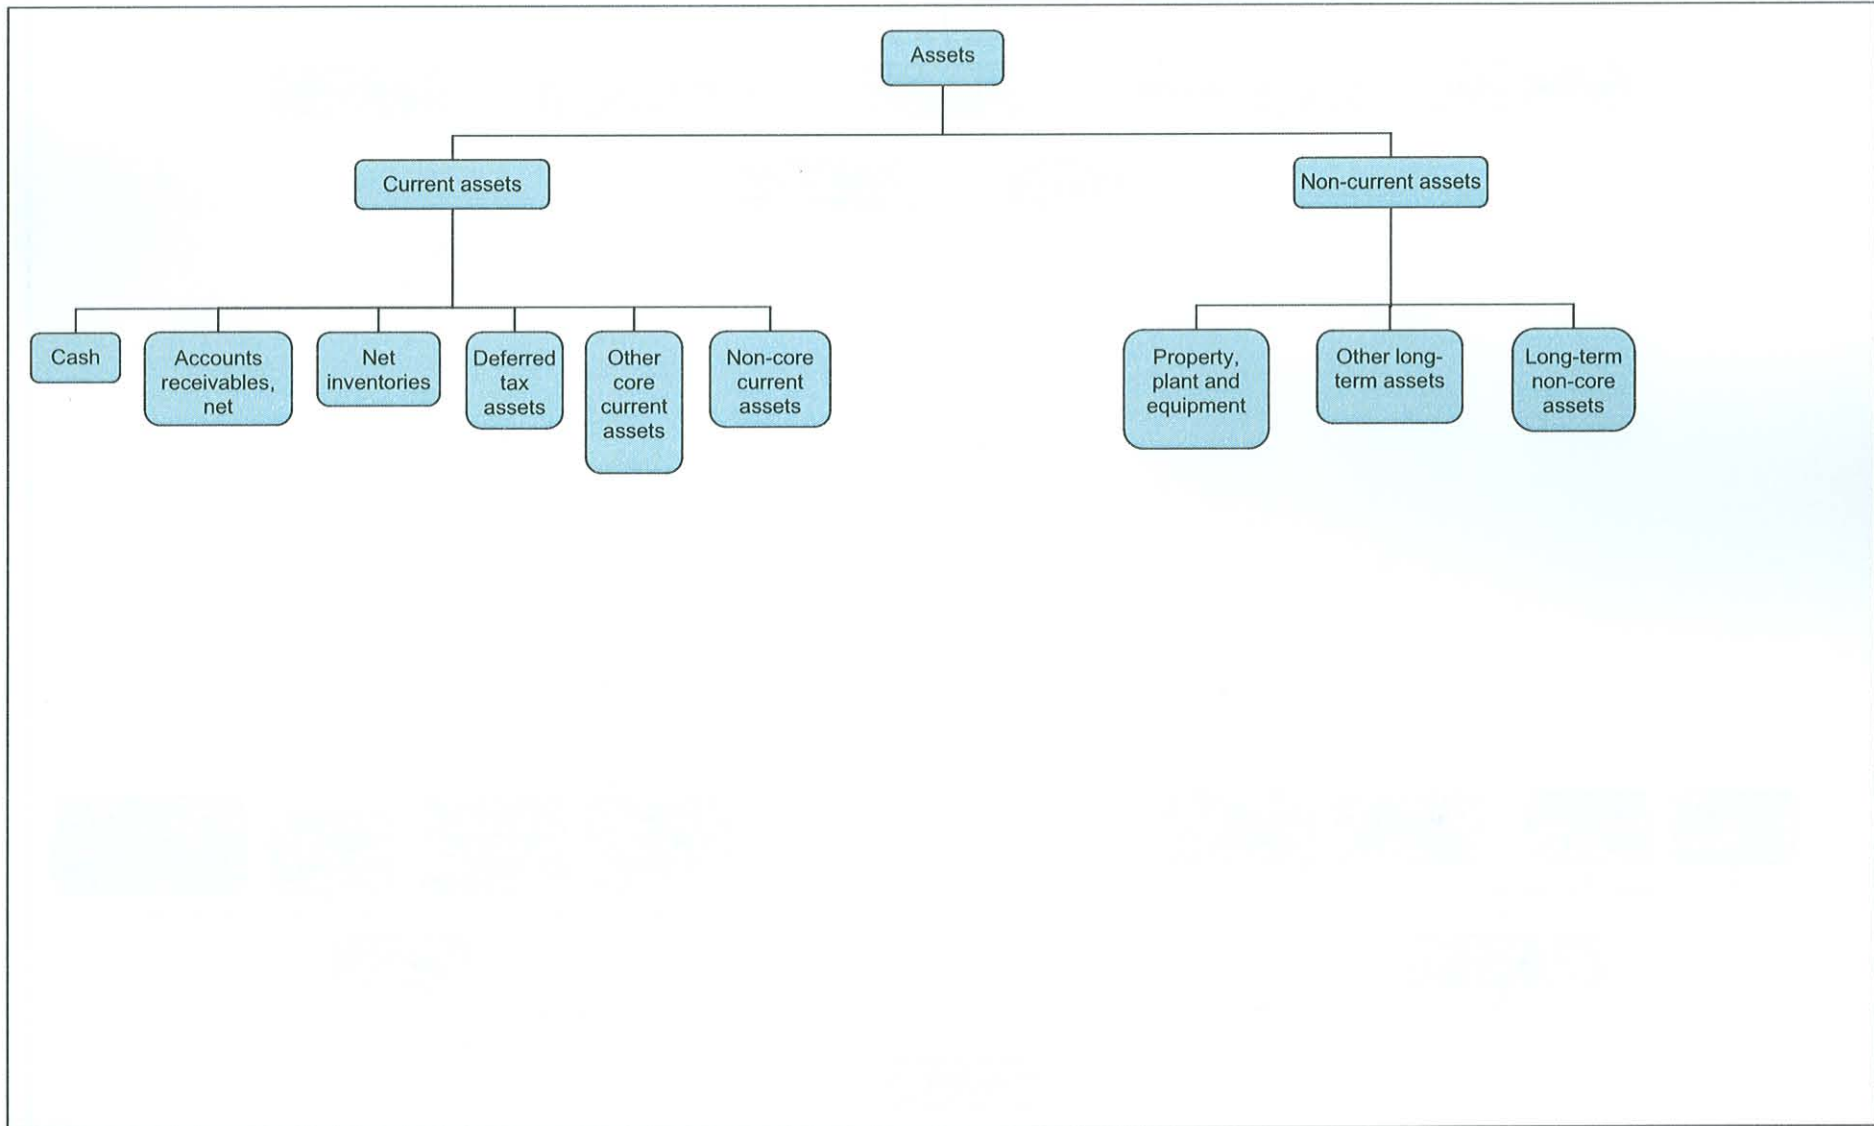 Assets
Current assets
Non-current assets
Cash
Accounts
receivables,
net
Net
inventories
Deferred
tax
assets
Other
core
current
assets
Non-core
current
assets
Property,
plant and
equipment
Other long-
term assets
Long-term
non-core
assets